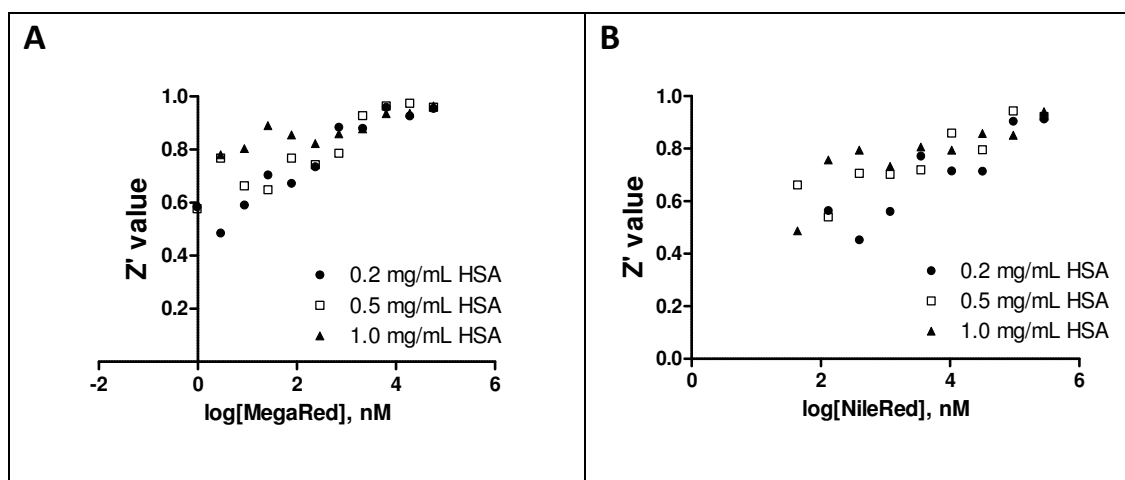 A
Z' value
1.0
0.8
0.6
0.4
0.2
0.2 mg/mL HSA
0.5 mg/mL HSA
1.0 mg/mL HSA
-2 0 2 4 6
log[MegaRed], nM
B
Z' value
1.0
0.8
0.6
0.4
0.2
0.0
0.2 mg/mL HSA
0.5 mg/mL HSA
1.0 mg/mL HSA
0 2 4 6
log[NileRed], nM